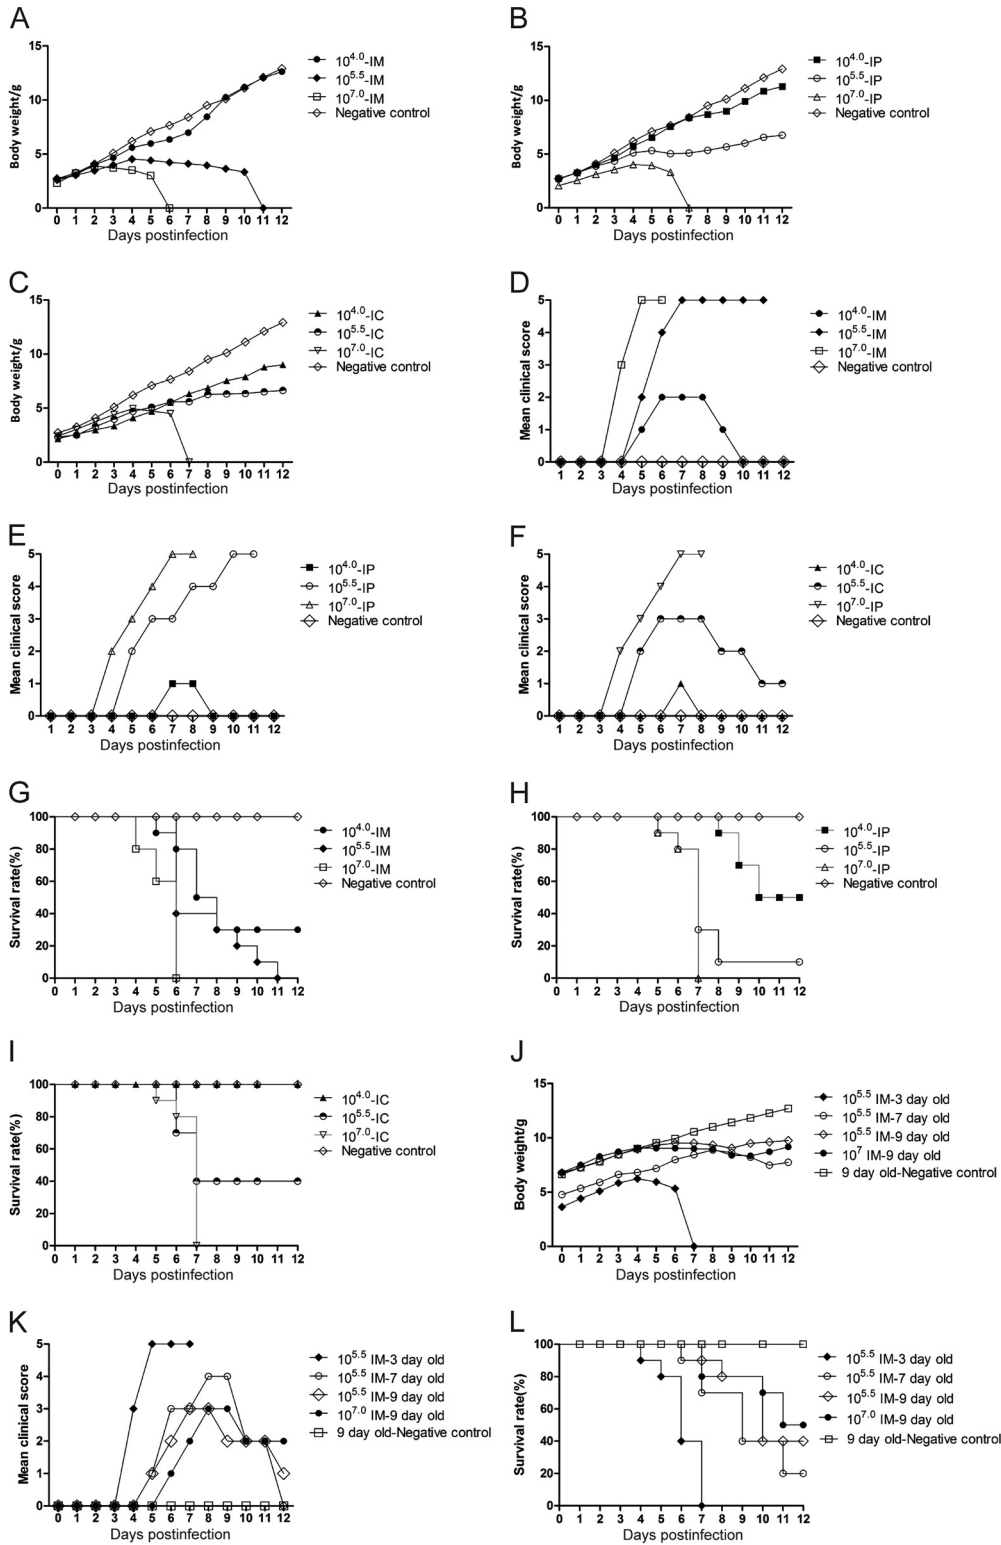 A
Body weight/g
15
10
5
0
0 1 2 3 4 5 6 7 8 9 10 11 12
Days postinfection
10^4.0-IM
10^5.5-IM
10^7.0-IM
Negative control
B
Body weight/g
15
10
5
0
0 1 2 3 4 5 6 7 8 9 10 11 12
Days postinfection
10^4.0-IP
10^5.5-IP
10^7.0-IP
Negative control
C
Body weight/g
15
10
5
0
0 1 2 3 4 5 6 7 8 9 10 11 12
Days postinfection
10^4.0-IC
10^5.5-IC
10^7.0-IC
Negative control
D
Mean clinical score
5
4
3
2
1
0
1 2 3 4 5 6 7 8 9 10 11 12
Days postinfection
10^4.0-IM
10^5.5-IM
10^7.0-IM
Negative control
E
Mean clinical score
5
4
3
2
1
0
1 2 3 4 5 6 7 8 9 10 11 12
Days postinfection
10^4.0-IP
10^5.5-IP
10^7.0-IP
Negative control
F
Mean clinical score
5
4
3
2
1
0
1 2 3 4 5 6 7 8 9 10 11 12
Days postinfection
10^4.0-IC
10^5.5-IC
10^7.0-IP
Negative control
G
Survival rate(%)
100
80
60
40
20
0
0 1 2 3 4 5 6 7 8 9 10 11 12
Days postinfection
10^4.0-IM
10^5.5-IM
10^7.0-IM
Negative control
H
Survival rate(%)
100
80
60
40
20
0
0 1 2 3 4 5 6 7 8 9 10 11 12
Days postinfection
10^4.0-IP
10^5.5-IP
10^7.0-IP
Negative control
I
Survival rate(%)
100
80
60
40
20
0
0 1 2 3 4 5 6 7 8 9 10 11 12
Days postinfection
10^4.0-IC
10^5.5-IC
10^7.0-IC
Negative control
J
Body weight/g
15
10
5
0
0 1 2 3 4 5 6 7 8 9 10 11 12
Days postinfection
10^5.5 IM-3 day old
10^5.5 IM-7 day old
10^5.5 IM-9 day old
10^7 IM-9 day old
9 day old-Negative control
K
Mean clinical score
5
4
3
2
1
0
0 1 2 3 4 5 6 7 8 9 10 11 12
Days postinfection
10^5.5 IM-3 day old
10^5.5 IM-7 day old
10^5.5 IM-9 day old
10^7.0 IM-9 day old
9 day old-Negative control
L
Survival rate(%)
100
80
60
40
20
0
0 1 2 3 4 5 6 7 8 9 10 11 12
Days postinfection
10^5.5 IM-3 day old
10^5.5 IM-7 day old
10^5.5 IM-9 day old
10^7.0 IM-9 day old
9 day old-Negative control